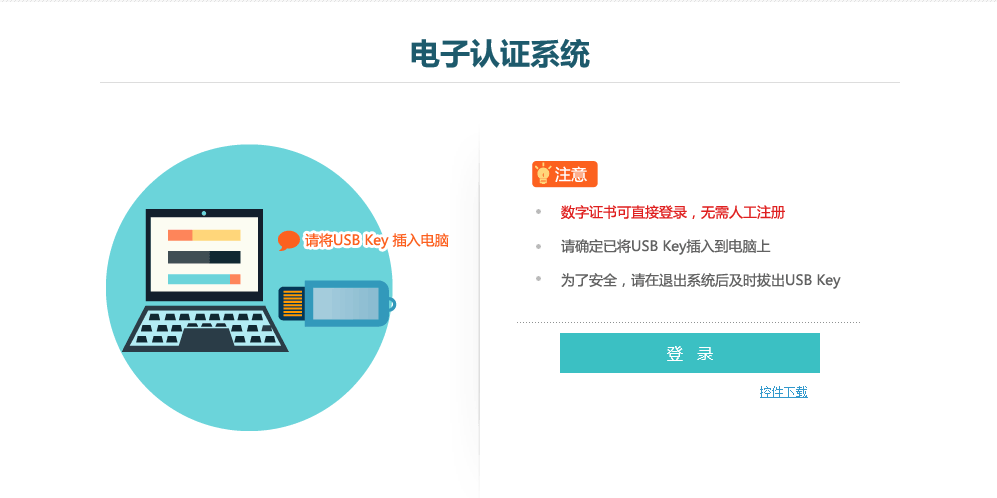 电子认证系统
请将USB Key 插入电脑
注意
数字证书可直接登录，无需人工注册
请确定已将USB Key插入到电脑上
为了安全，请在退出系统后及时拔出USB Key
登 录
控件下载